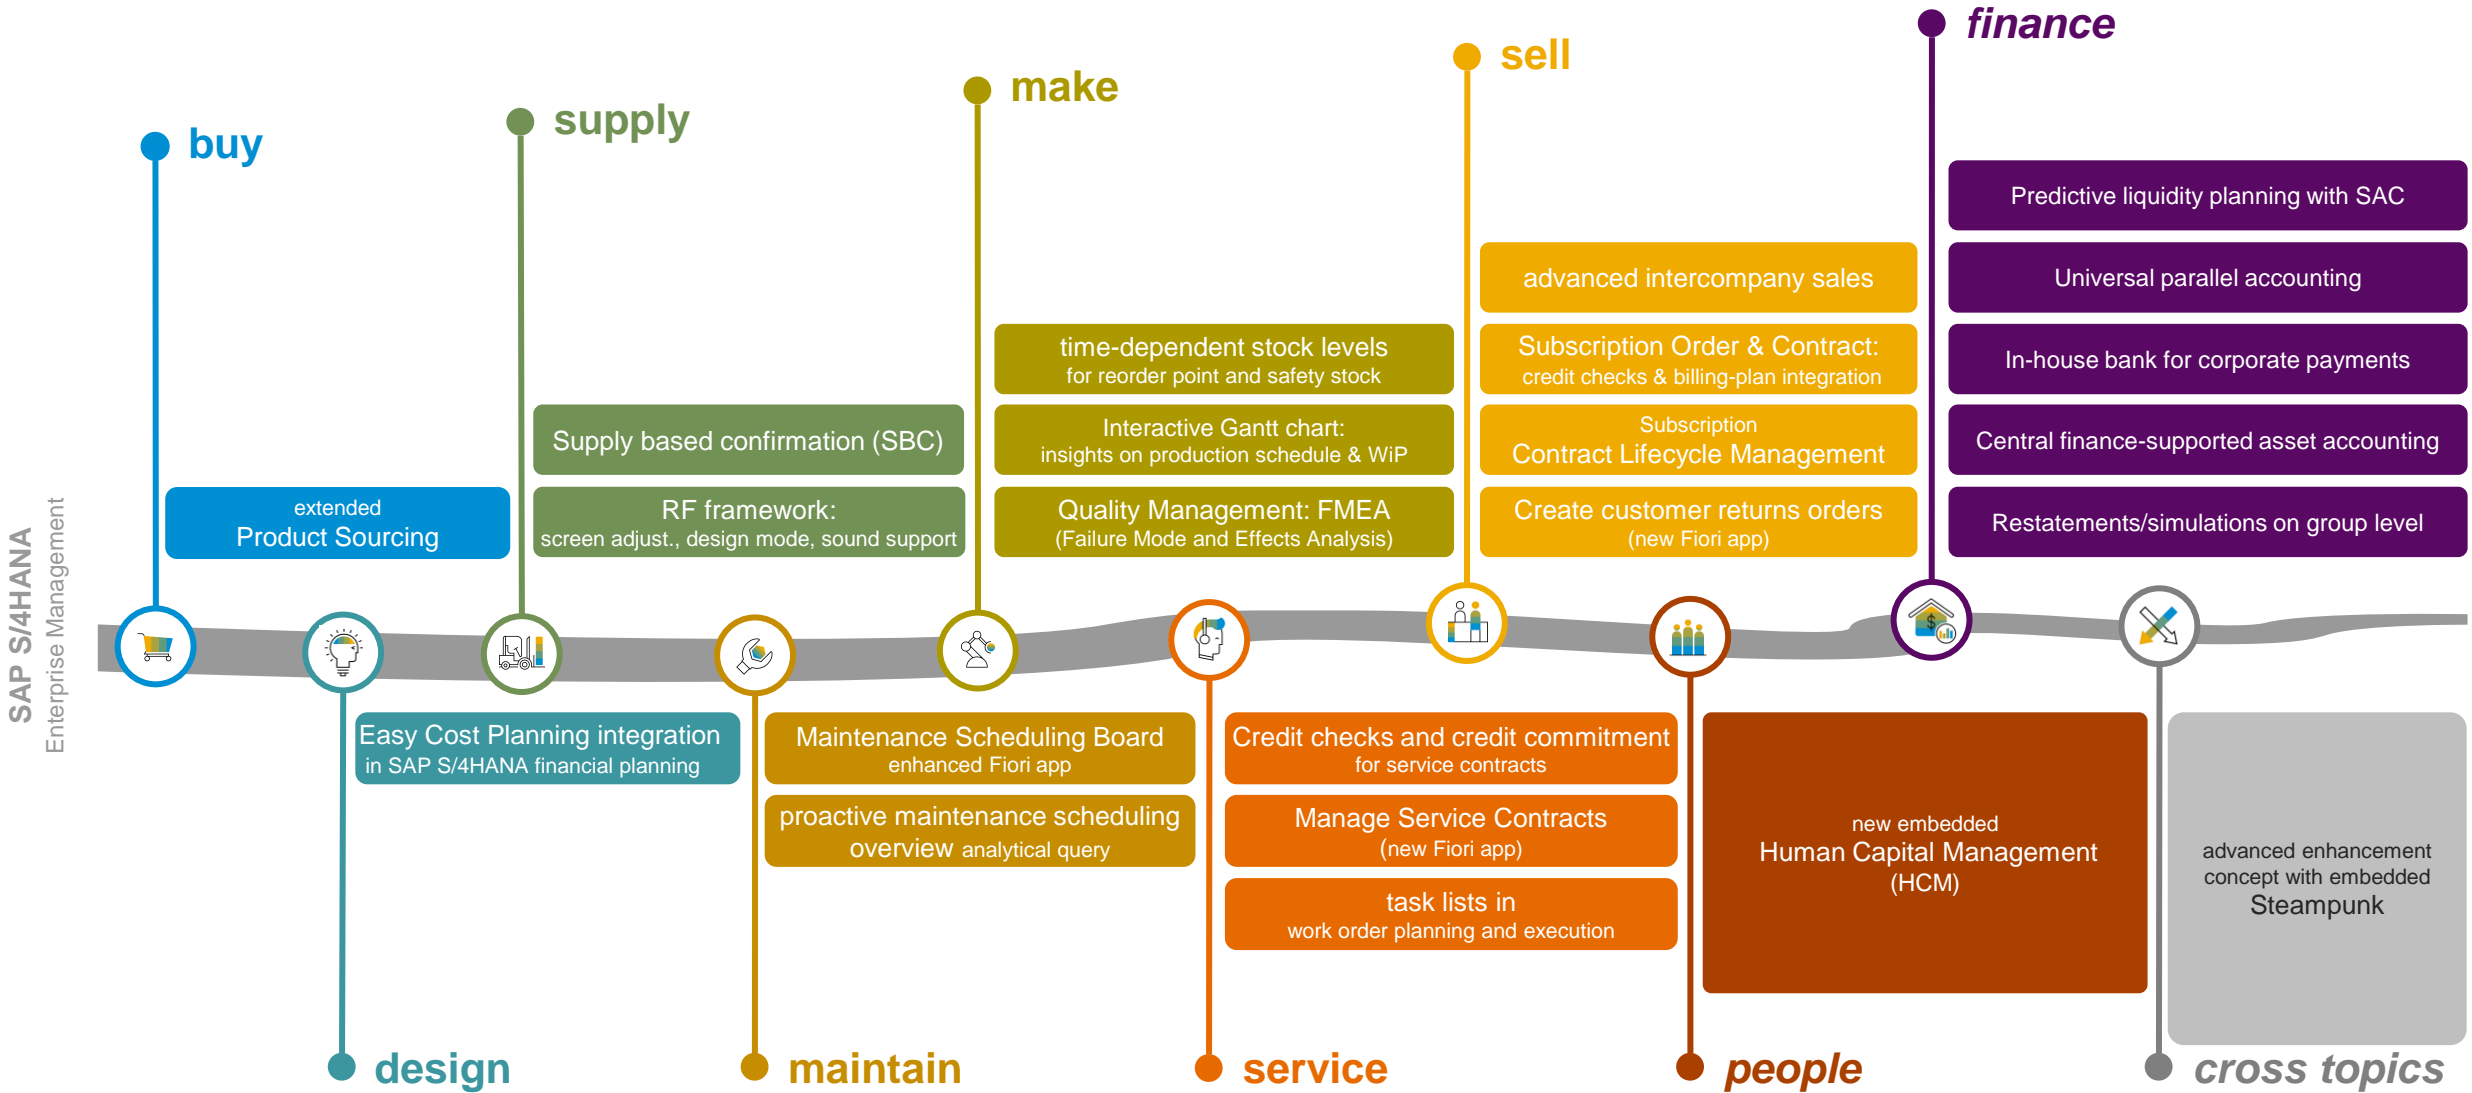 SAP S/4HANA
Enterprise Management
buy
extended
Product Sourcing
design
Easy Cost Planning integration
in SAP S/4HANA financial planning
supply
Supply based confirmation (SBC)
RF framework:
screen adjust., design mode, sound support
maintain
Maintenance Scheduling Board
enhanced Fiori app
proactive maintenance scheduling
overview analytical query
make
time-dependent stock levels
for reorder point and safety stock
Interactive Gantt chart:
insights on production schedule & WiP
Quality Management: FMEA
(Failure Mode and Effects Analysis)
service
Credit checks and credit commitment
for service contracts
Manage Service Contracts
(new Fiori app)
task lists in
work order planning and execution
sell
advanced intercompany sales
Subscription Order & Contract:
credit checks & billing-plan integration
Subscription
Contract Lifecycle Management
Create customer returns orders
(new Fiori app)
people
new embedded
Human Capital Management
(HCM)
finance
Predictive liquidity planning with SAC
Universal parallel accounting
In-house bank for corporate payments
Central finance-supported asset accounting
Restatements/simulations on group level
$
cross topics
advanced enhancement
concept with embedded
Steampunk